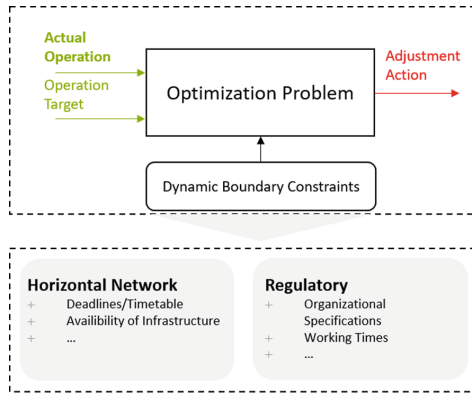 Actual
Operation
Operation
Target
Optimization Problem
Adjustment
Action
Dynamic Boundary Constraints
Horizontal Network
+ Deadlines/Timetable
+ Availibility of Infrastructure
+ ...
Regulatory
+ Organizational
Specifications
+ Working Times
+ ...